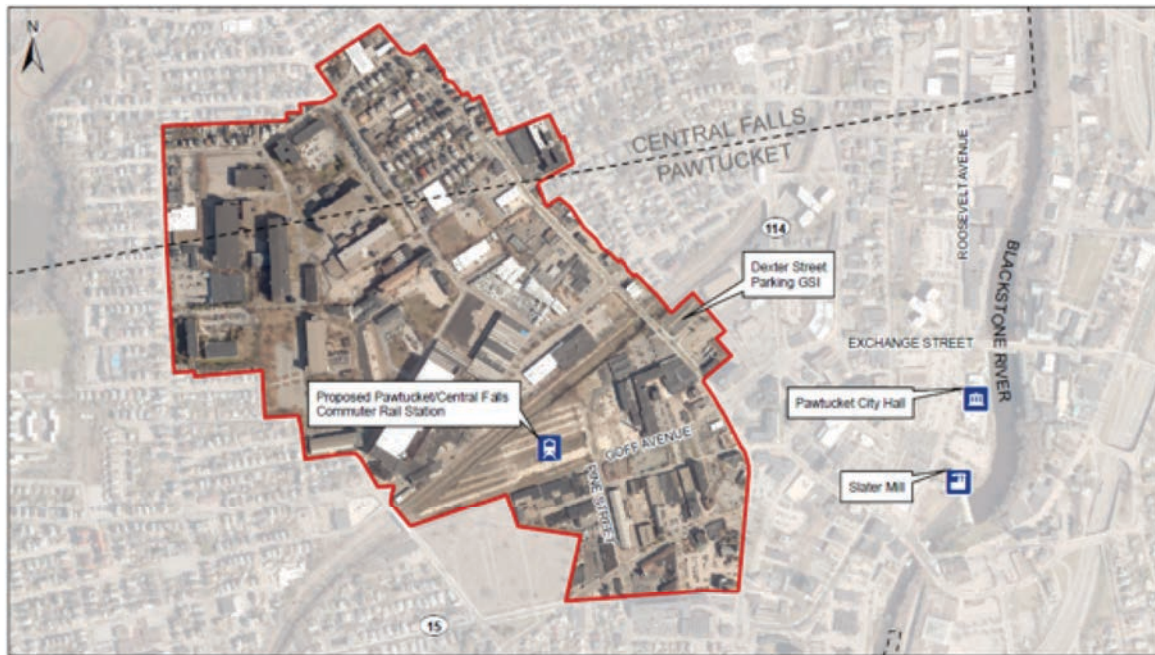 N
CENTRAL FALLS
PAWTUCKET
ROOSEVELT AVENUE
114
BLACKSTONE RIVER
Dexter Street
Parking GSI
EXCHANGE STREET
Proposed Pawtucket/Central Falls
Commuter Rail Station
Pawtucket City Hall
GOFF AVENUE
PINE STREET
Slater Mill
15